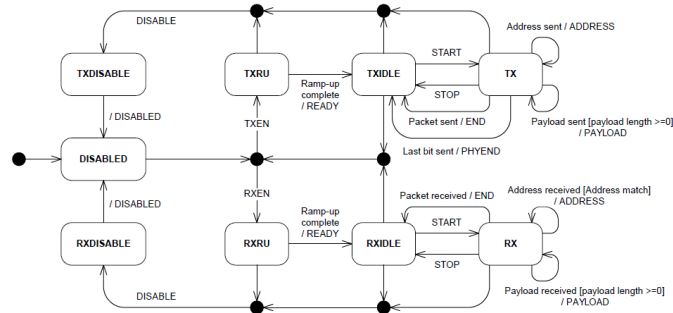 DISABLE
Address sent / ADDRESS
TXDISABLE
TXRU
TXIDLE
START
TX
STOP
Ramp-up
complete
/ READY
Packet sent / END
Payload sent [payload length >=0]
/ PAYLOAD
/ DISABLED
TXEN
Last bit sent / PHYEND
DISABLED
RXEN
Packet received / END
Address received [Address match]
/ ADDRESS
/ DISABLED
Ramp-up
complete
/ READY
START
RXDISABLE
RXRU
RXIDLE
RX
STOP
DISABLE
Payload received [payload length >=0]
/ PAYLOAD